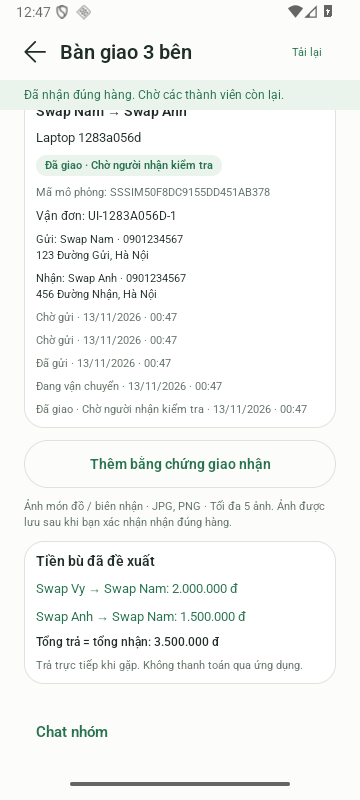 12:47
Bàn giao 3 bên
Tải lại
Đã nhận đúng hàng. Chờ các thành viên còn lại.
Swap Nam → Swap Anh
Laptop 1283a056d
Đã giao · Chờ người nhận kiểm tra
Mã mô phỏng: SSSIM50F8DC9155DD451AB378
Vận đơn: UI-1283A056D-1
Gửi: Swap Nam · 0901234567
123 Đường Gửi, Hà Nội
Nhận: Swap Anh · 0901234567
456 Đường Nhận, Hà Nội
Chờ gửi · 13/11/2026 · 00:47
Chờ gửi · 13/11/2026 · 00:47
Đã gửi · 13/11/2026 · 00:47
Đang vận chuyển · 13/11/2026 · 00:47
Đã giao · Chờ người nhận kiểm tra · 13/11/2026 · 00:47
Thêm bằng chứng giao nhận
Ảnh món đồ / biên nhận · JPG, PNG · Tối đa 5 ảnh. Ảnh được
lưu sau khi bạn xác nhận nhận đúng hàng.
Tiền bù đã đề xuất
Swap Vy → Swap Nam: 2.000.000 đ
Swap Anh → Swap Nam: 1.500.000 đ
Tổng trả = tổng nhận: 3.500.000 đ
Trả trực tiếp khi gặp. Không thanh toán qua ứng dụng.
Chat nhóm